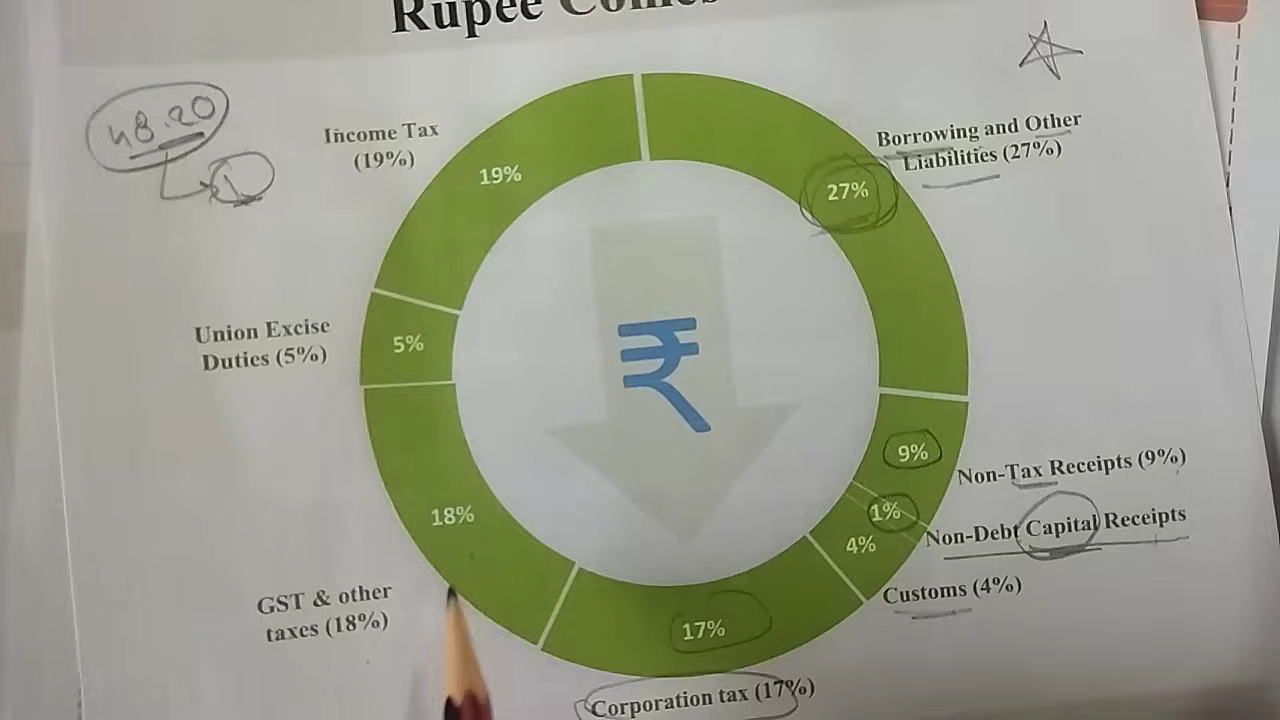 Rupee Comes
48.20
1
Income Tax
(19%)
19%
Borrowing and Other
Liabilities (27%)
27%
Union Excise
Duties (5%)
5%
₹
9%
Non-Tax Receipts (9%)
1%
Non-Debt Capital Receipts
4%
Customs (4%)
18%
GST & other
taxes (18%)
17%
Corporation tax (17%)